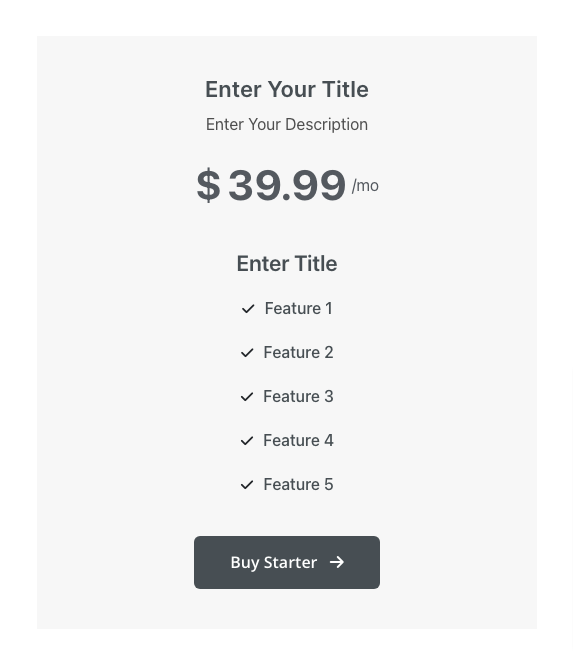 Enter Your Title
Enter Your Description
$ 39.99 /mo
Enter Title
Feature 1
Feature 2
Feature 3
Feature 4
Feature 5
Buy Starter